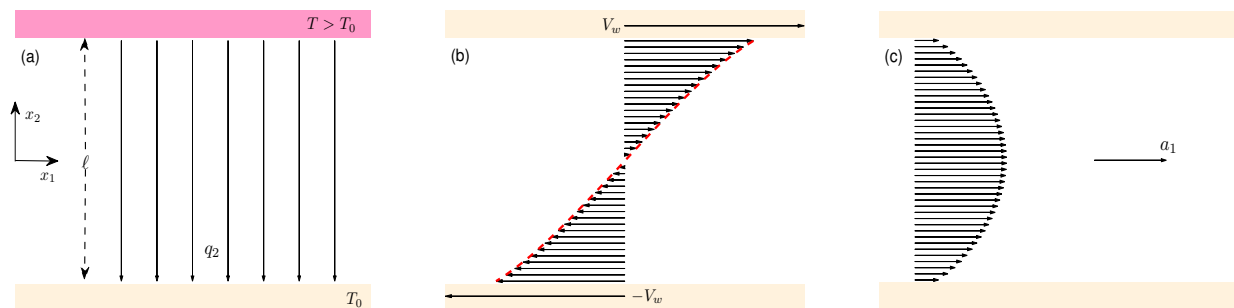 T > T₀
(a)
x₂
ℓ
x₁
q₂
T₀
V_w
(b)
−V_w
(c)
a₁